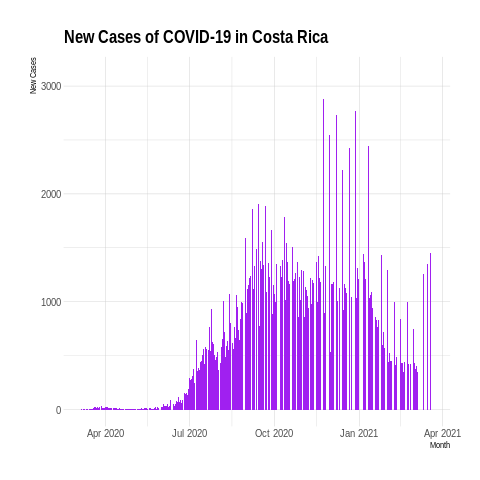 New Cases of COVID-19 in Costa Rica
New Cases
3000
2000
1000
0
Apr 2020
Jul 2020
Oct 2020
Jan 2021
Apr 2021
Month